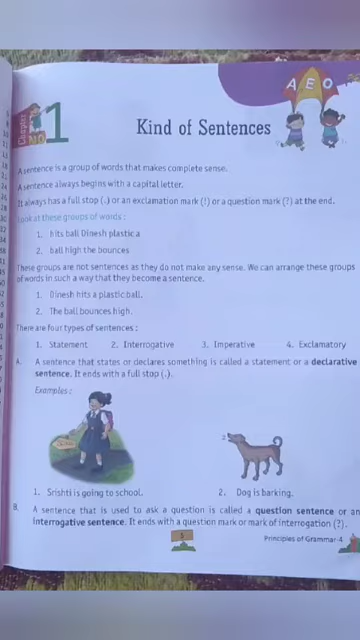 Chapter
NO 1
A E O
Kind of Sentences
A sentence is a group of words that makes complete sense.
A sentence always begins with a capital letter.
It always has a full stop (.) or an exclamation mark (!) or a question mark (?) at the end.
Look at these groups of words :
1. hits ball Dinesh plastic a
2. ball high the bounces
These groups are not sentences as they do not make any sense. We can arrange these groups
of words in such a way that they become a sentence.
1. Dinesh hits a plastic ball.
2. The ball bounces high.
There are four types of sentences :
1. Statement 2. Interrogative 3. Imperative 4. Exclamatory
A. A sentence that states or declares something is called a statement or a declarative
sentence. It ends with a full stop (.).
Examples :
1. Srishti is going to school. 2. Dog is barking.
B. A sentence that is used to ask a question is called a question sentence or an
interrogative sentence. It ends with a question mark or mark of interrogation (?).
Principles of Grammar-4